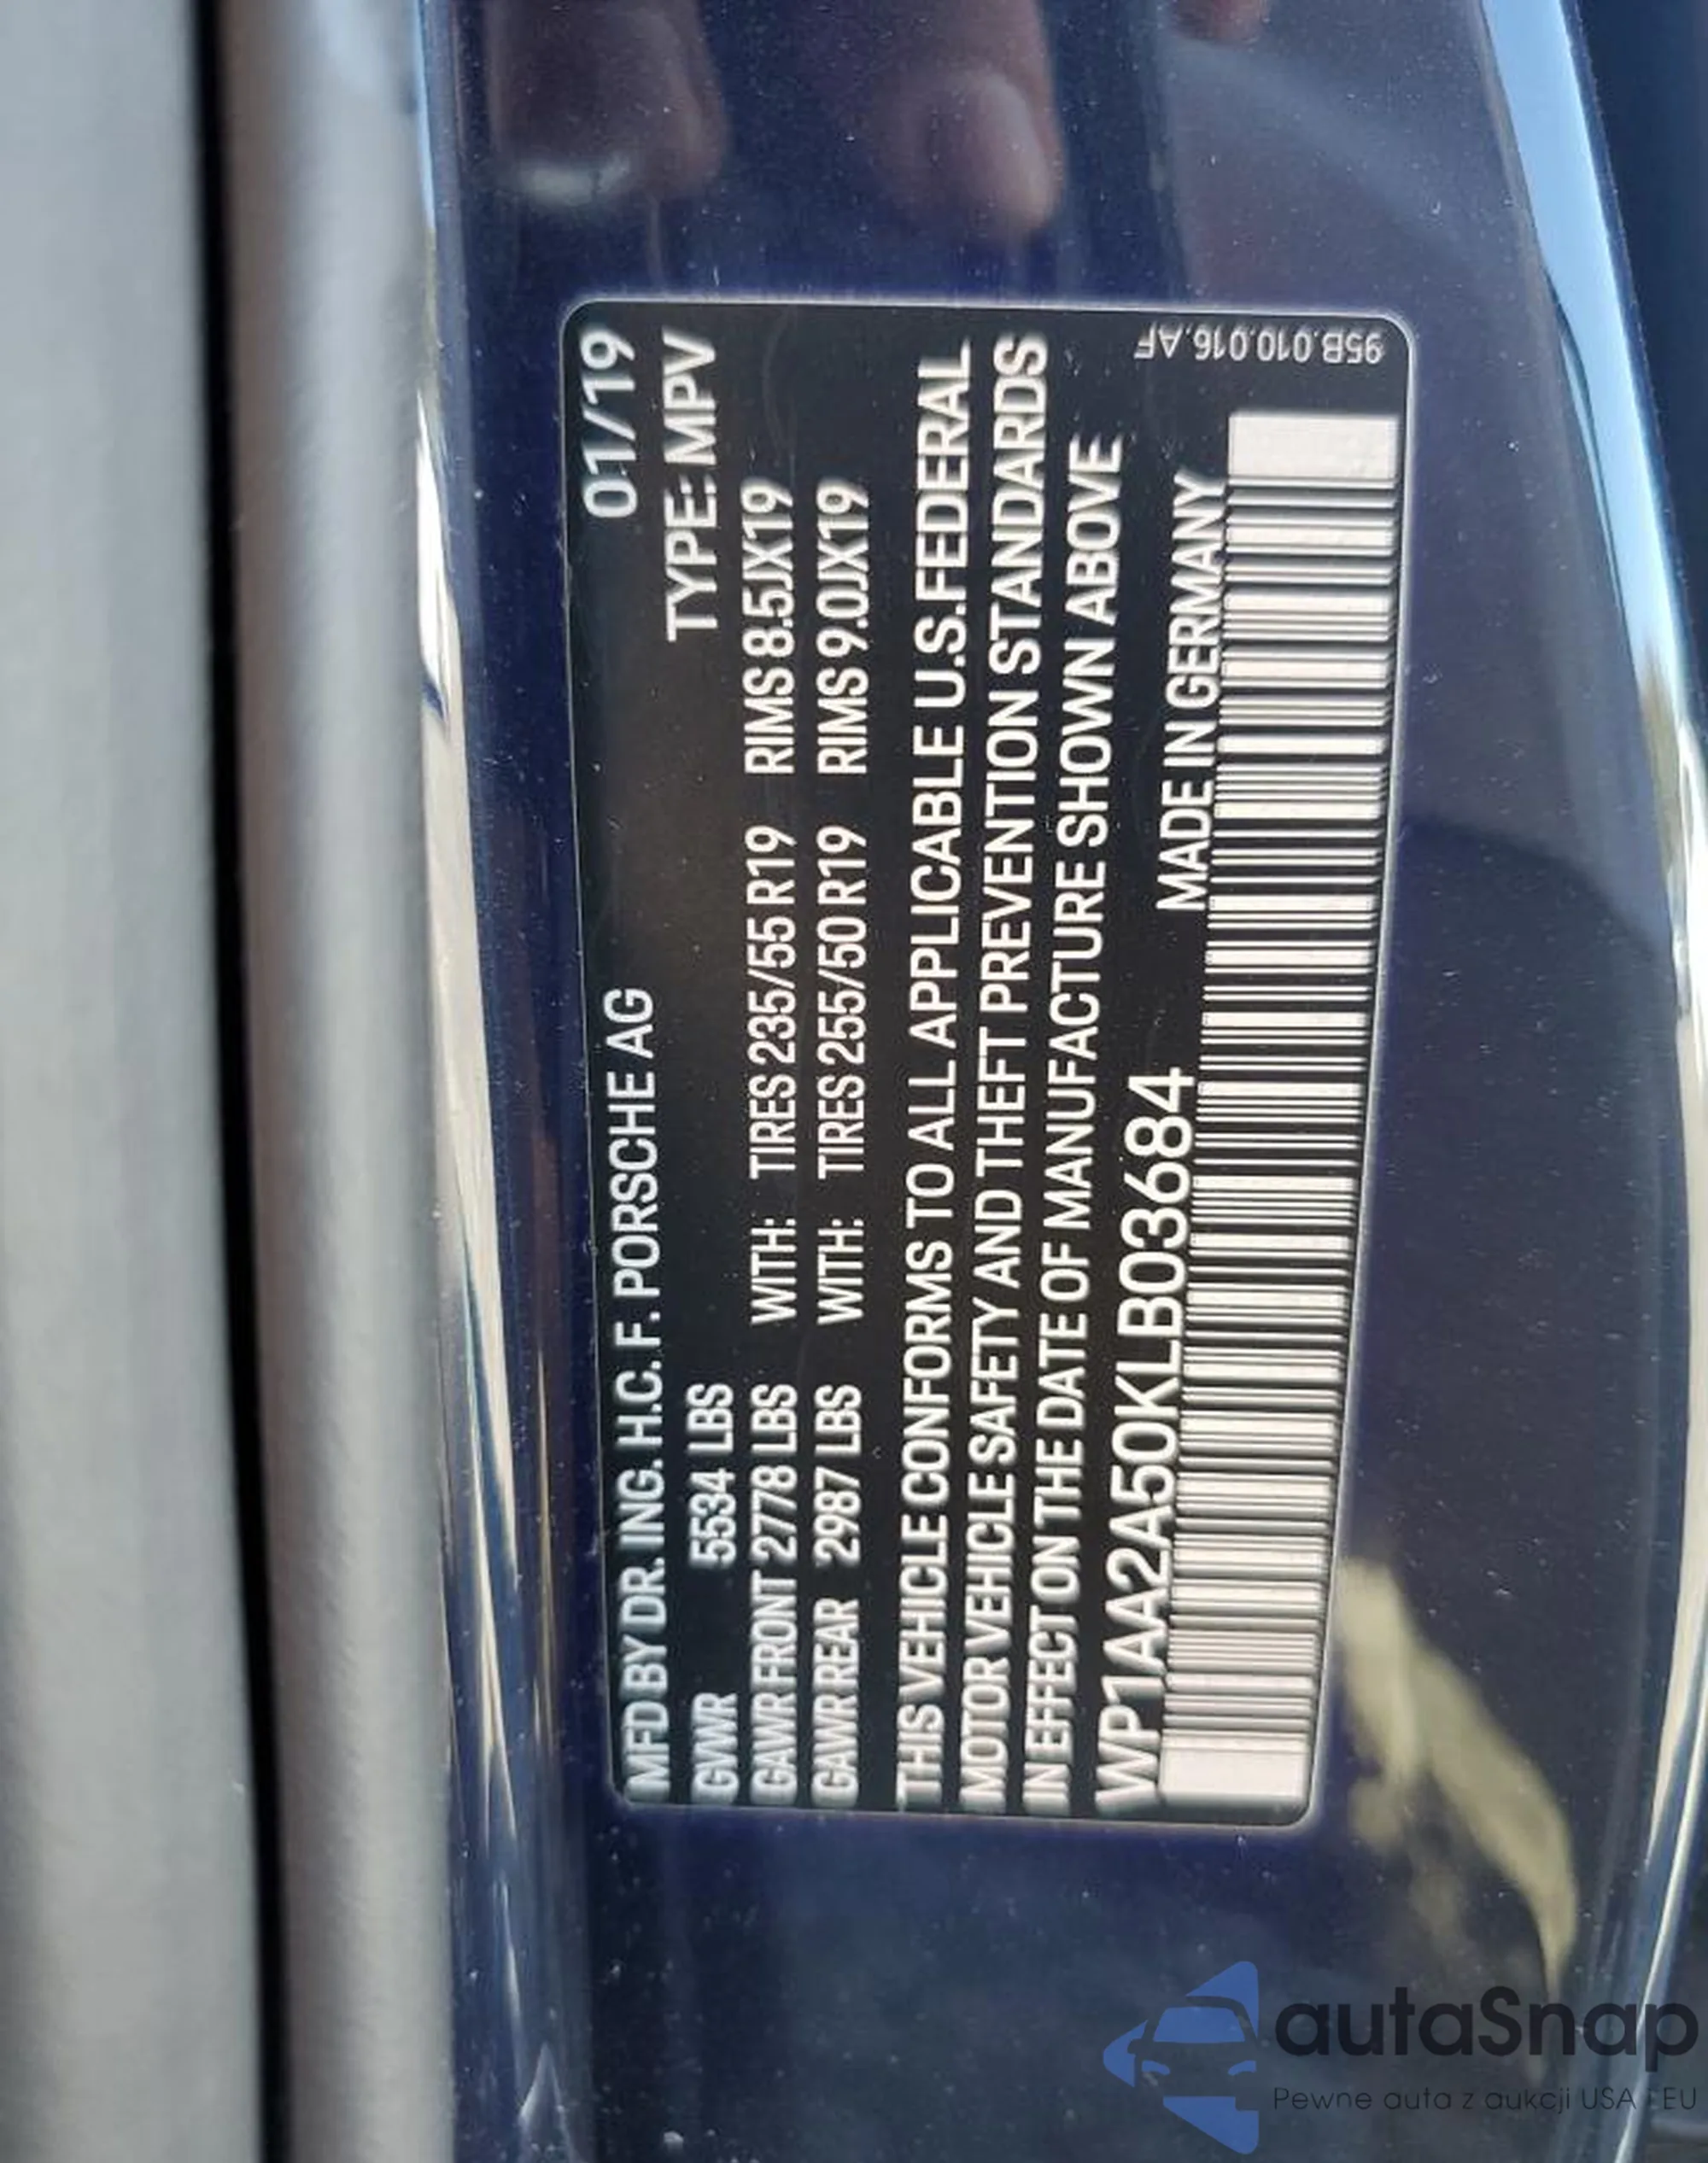 MFD BY DR. ING. H.C. F. PORSCHE AG 01/19
GVWR 5534 LBS TYPE: MPV
GAWR FRONT 2778 LBS WITH: TIRES 235/55 R19 RIMS 8.5JX19
GAWR REAR 2987 LBS WITH: TIRES 255/50 R19 RIMS 9.0JX19
THIS VEHICLE CONFORMS TO ALL APPLICABLE U.S.FEDERAL
MOTOR VEHICLE SAFETY AND THEFT PREVENTION STANDARDS
IN EFFECT ON THE DATE OF MANUFACTURE SHOWN ABOVE
WP1AA2A50KLB03684 MADE IN GERMANY
95B.010.016.AF
autaSnap
Pewne auta z aukcji USA i EU